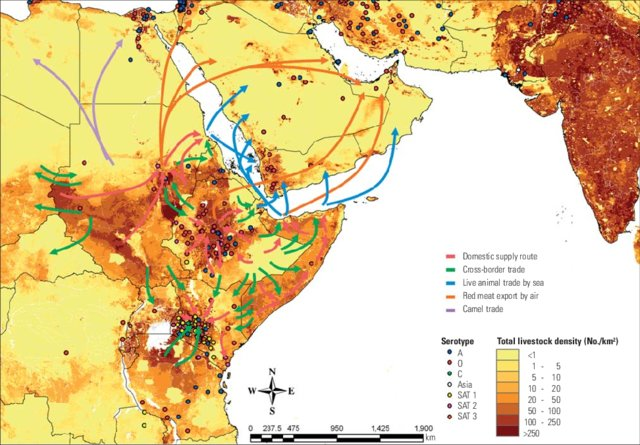 Domestic supply route
Cross-border trade
Live animal trade by sea
Red meat export by air
Camel trade
Serotype
A
O
C
Asia
SAT 1
SAT 2
SAT 3
Total livestock density (No./km²)
<1
1 - 5
5 - 10
10 - 20
20 - 50
50 - 100
100 - 250
>250
N
W E
S
0 237.5 475 950 1,425 1,900
km